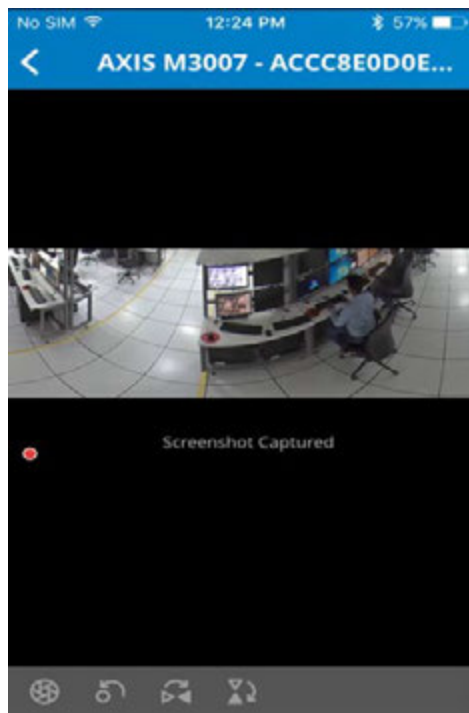 No SIM 12:24 PM 57%
AXIS M3007 - ACCC8E0D0E...
Screenshot Captured